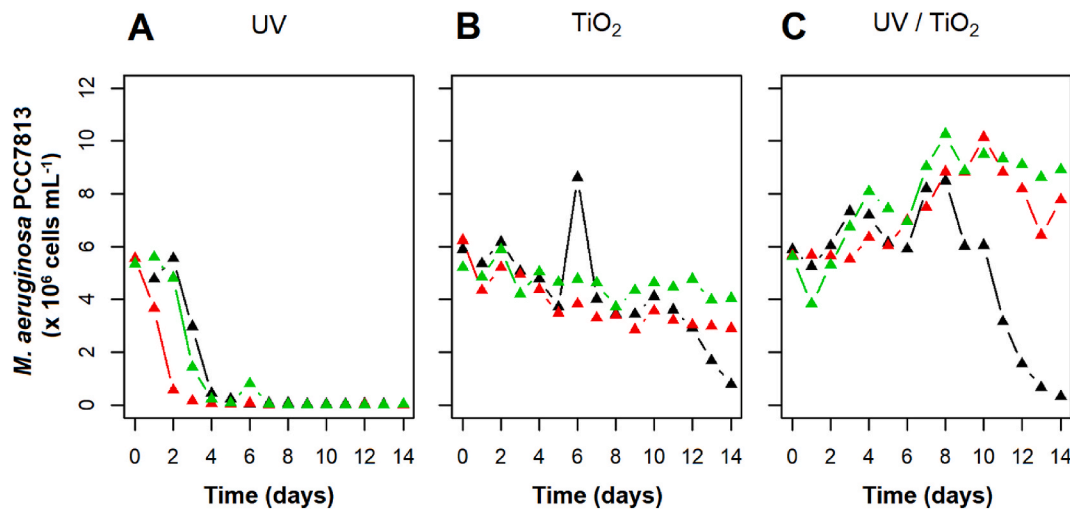 A UV
B TiO₂
C UV / TiO₂
M. aeruginosa PCC7813
(x 10⁶ cells mL⁻¹)
12
10
8
6
4
2
0
0 2 4 6 8 10 12 14
0 2 4 6 8 10 12 14
0 2 4 6 8 10 12 14
Time (days)
Time (days)
Time (days)